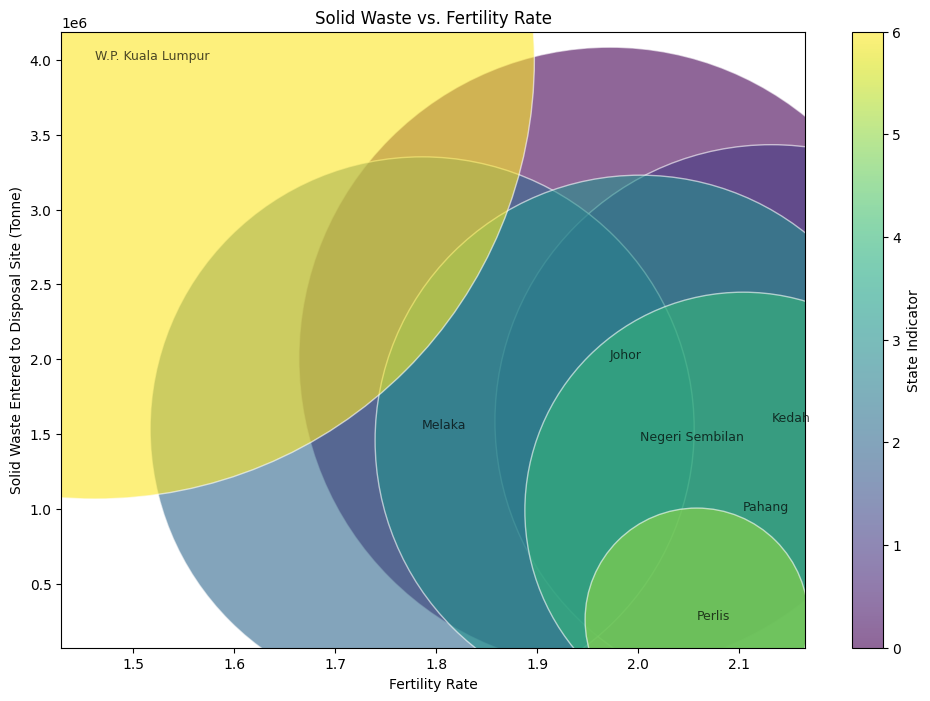 Solid Waste vs. Fertility Rate
1e6
W.P. Kuala Lumpur
Johor
Melaka
Kedah
Negeri Sembilan
Pahang
Perlis
4.0
3.5
3.0
2.5
2.0
1.5
1.0
0.5
Solid Waste Entered to Disposal Site (Tonne)
1.5 1.6 1.7 1.8 1.9 2.0 2.1
Fertility Rate
6
5
4
3
2
1
0
State Indicator